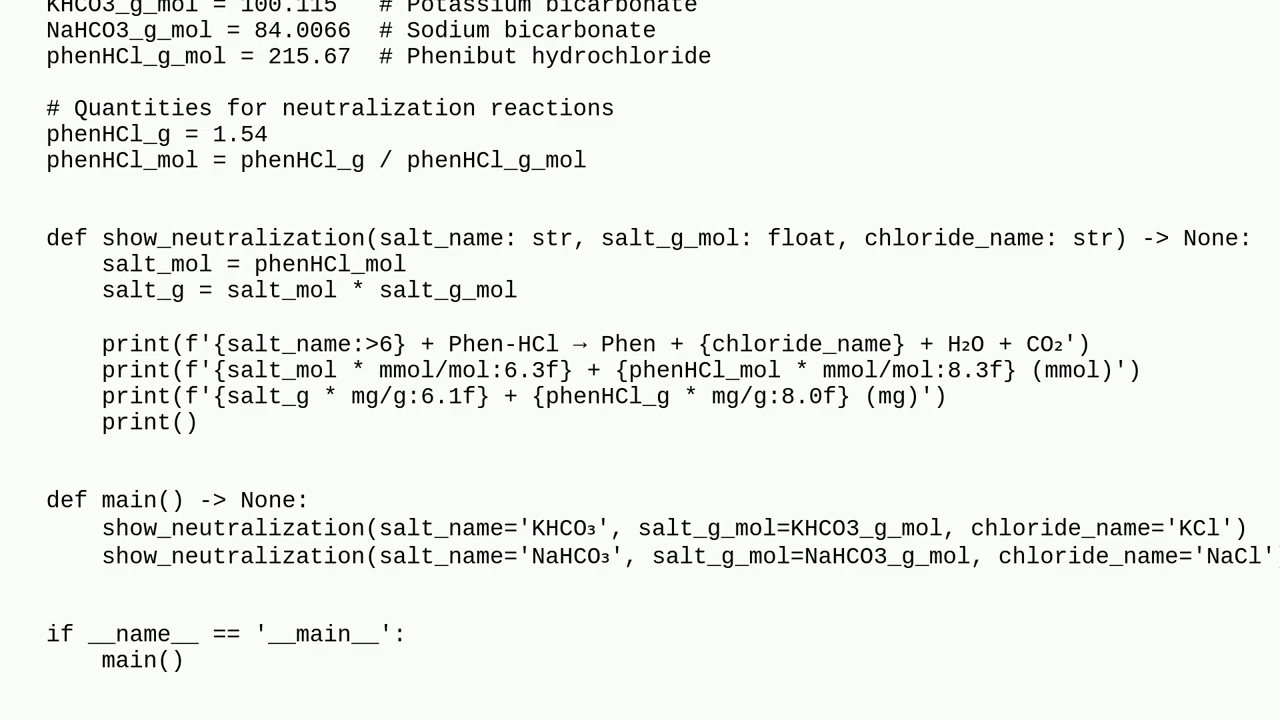 KHCO3_g_mol = 100.115   # Potassium bicarbonate
NaHCO3_g_mol = 84.0066  # Sodium bicarbonate
phenHCl_g_mol = 215.67  # Phenibut hydrochloride

# Quantities for neutralization reactions
phenHCl_g = 1.54
phenHCl_mol = phenHCl_g / phenHCl_g_mol


def show_neutralization(salt_name: str, salt_g_mol: float, chloride_name: str) -> None:
    salt_mol = phenHCl_mol
    salt_g = salt_mol * salt_g_mol

    print(f'{salt_name:>6} + Phen-HCl → Phen + {chloride_name} + H₂O + CO₂')
    print(f'{salt_mol * mmol/mol:6.3f} + {phenHCl_mol * mmol/mol:8.3f} (mmol)')
    print(f'{salt_g * mg/g:6.1f} + {phenHCl_g * mg/g:8.0f} (mg)')
    print()


def main() -> None:
    show_neutralization(salt_name='KHCO₃', salt_g_mol=KHCO3_g_mol, chloride_name='KCl')
    show_neutralization(salt_name='NaHCO₃', salt_g_mol=NaHCO3_g_mol, chloride_name='NaCl')


if __name__ == '__main__':
    main()